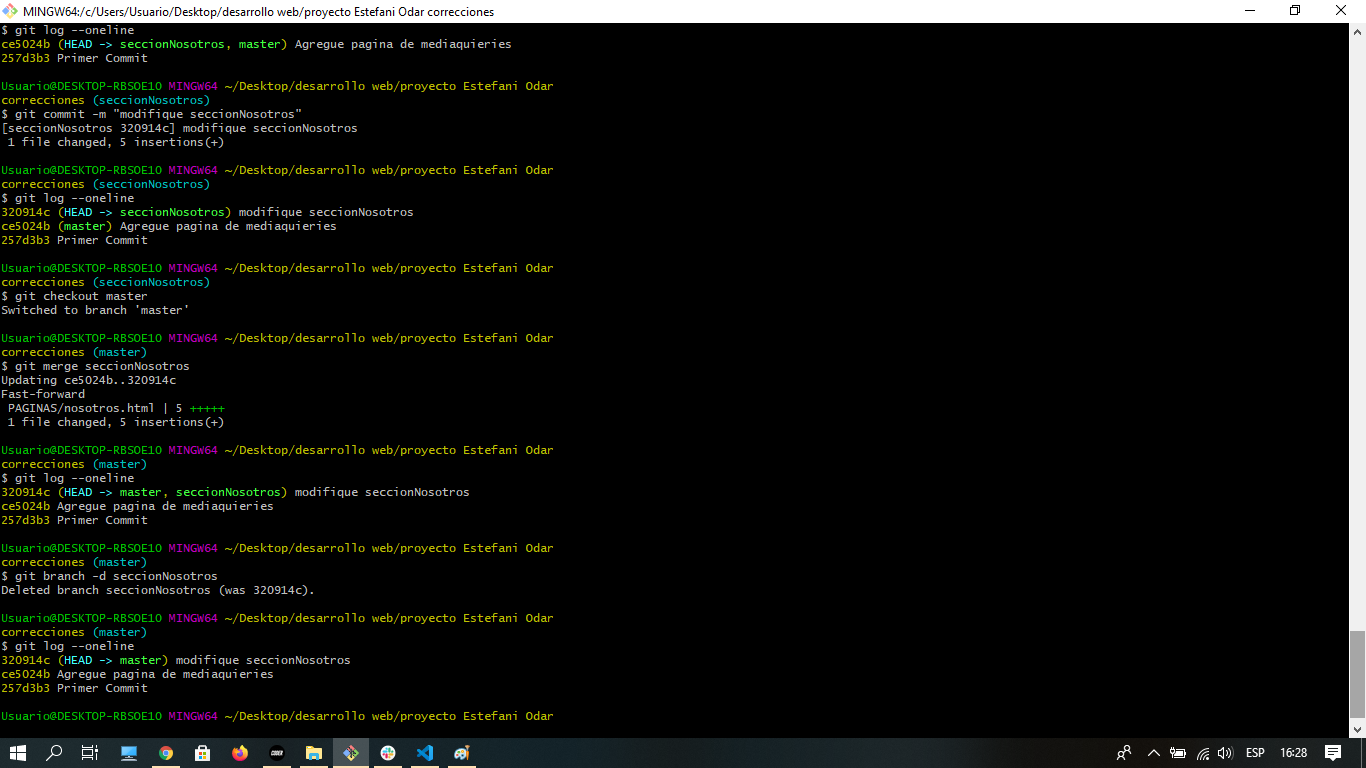 MINGW64:/c/Users/Usuario/Desktop/desarrollo web/proyecto Estefani Odar correcciones
$ git log --oneline
ce5024b (HEAD -> seccionNosotros, master) Agregue pagina de mediaquieries
257d3b3 Primer Commit
Usuario@DESKTOP-RBSOE1O MINGW64 ~/Desktop/desarrollo web/proyecto Estefani Odar
correcciones (seccionNosotros)
$ git commit -m "modifique seccionNosotros"
[seccionNosotros 320914c] modifique seccionNosotros
1 file changed, 5 insertions(+)
Usuario@DESKTOP-RBSOE1O MINGW64 ~/Desktop/desarrollo web/proyecto Estefani Odar
correcciones (seccionNosotros)
$ git log --oneline
320914c (HEAD -> seccionNosotros) modifique seccionNosotros
ce5024b (master) Agregue pagina de mediaquieries
257d3b3 Primer Commit
Usuario@DESKTOP-RBSOE1O MINGW64 ~/Desktop/desarrollo web/proyecto Estefani Odar
correcciones (seccionNosotros)
$ git checkout master
Switched to branch 'master'
Usuario@DESKTOP-RBSOE1O MINGW64 ~/Desktop/desarrollo web/proyecto Estefani Odar
correcciones (master)
$ git merge seccionNosotros
Updating ce5024b..320914c
Fast-forward
PAGINAS/nosotros.html | 5 +++++
1 file changed, 5 insertions(+)
Usuario@DESKTOP-RBSOE1O MINGW64 ~/Desktop/desarrollo web/proyecto Estefani Odar
correcciones (master)
$ git log --oneline
320914c (HEAD -> master, seccionNosotros) modifique seccionNosotros
ce5024b Agregue pagina de mediaquieries
257d3b3 Primer Commit
Usuario@DESKTOP-RBSOE1O MINGW64 ~/Desktop/desarrollo web/proyecto Estefani Odar
correcciones (master)
$ git branch -d seccionNosotros
Deleted branch seccionNosotros (was 320914c).
Usuario@DESKTOP-RBSOE1O MINGW64 ~/Desktop/desarrollo web/proyecto Estefani Odar
correcciones (master)
$ git log --oneline
320914c (HEAD -> master) modifique seccionNosotros
ce5024b Agregue pagina de mediaquieries
257d3b3 Primer Commit
Usuario@DESKTOP-RBSOE1O MINGW64 ~/Desktop/desarrollo web/proyecto Estefani Odar
CODER
ESP 16:28